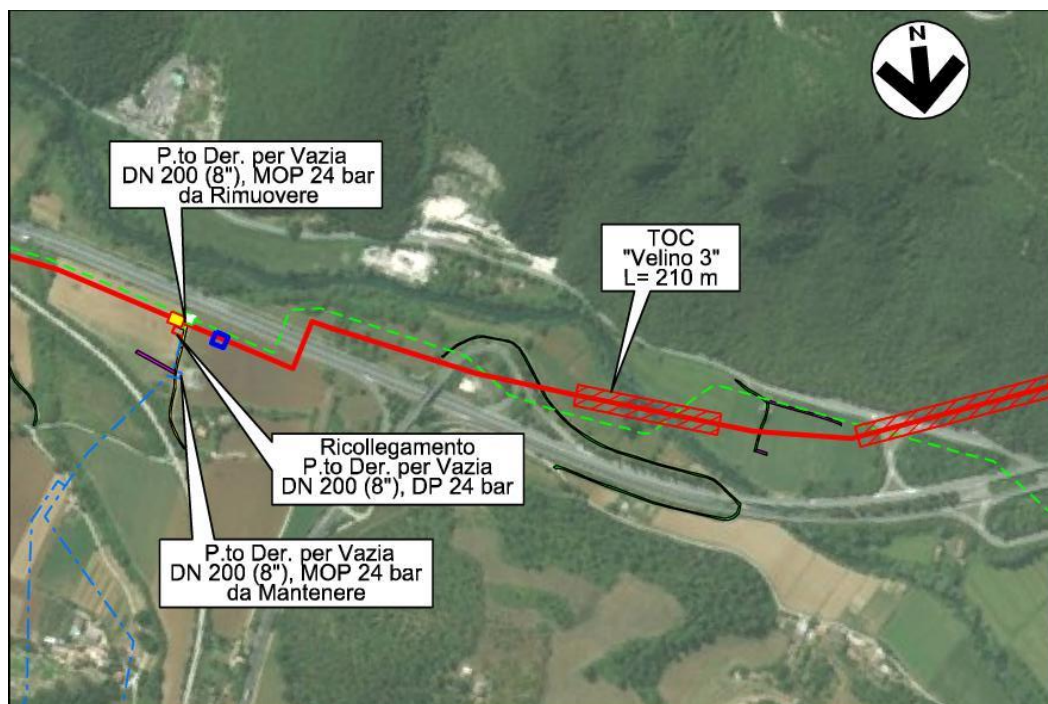 N
P.to Der. per Vazia
DN 200 (8"), MOP 24 bar
da Rimuovere
TOC
"Velino 3"
L= 210 m
Ricollegamento
P.to Der. per Vazia
DN 200 (8"), DP 24 bar
P.to Der. per Vazia
DN 200 (8"), MOP 24 bar
da Mantenere